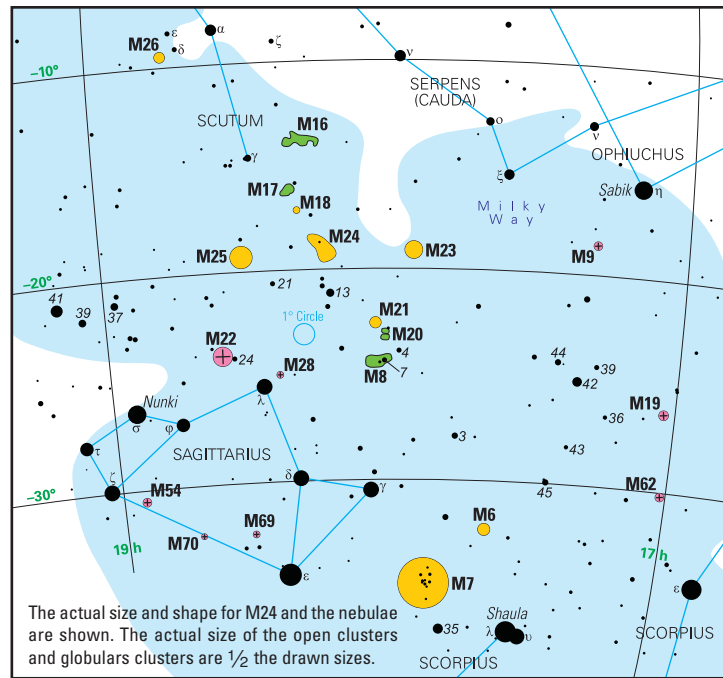 M26
ε
δ
α
ζ
ν
−10°
SERPENS
(CAUDA)
SCUTUM
M16
ο
ν
γ
OPHIUCHUS
ξ
M17
M18
Sabik
η
Milky
Way
M24
M25
M23
M9
−20°
21
13
41
39
37
M21
1° Circle
M20
M22
24
M28
4
M8
7
44
39
42
λ
Nunki
σ
φ
M19
36
τ
SAGITTARIUS
3
43
ζ
δ
γ
45
−30°
M54
M62
M6
M70
M69
19 h
17 h
ε
M7
ε
The actual size and shape for M24 and the nebulae
are shown. The actual size of the open clusters
and globulars clusters are ½ the drawn sizes.
35
Shaula
λ
υ
SCORPIUS
SCORPIUS